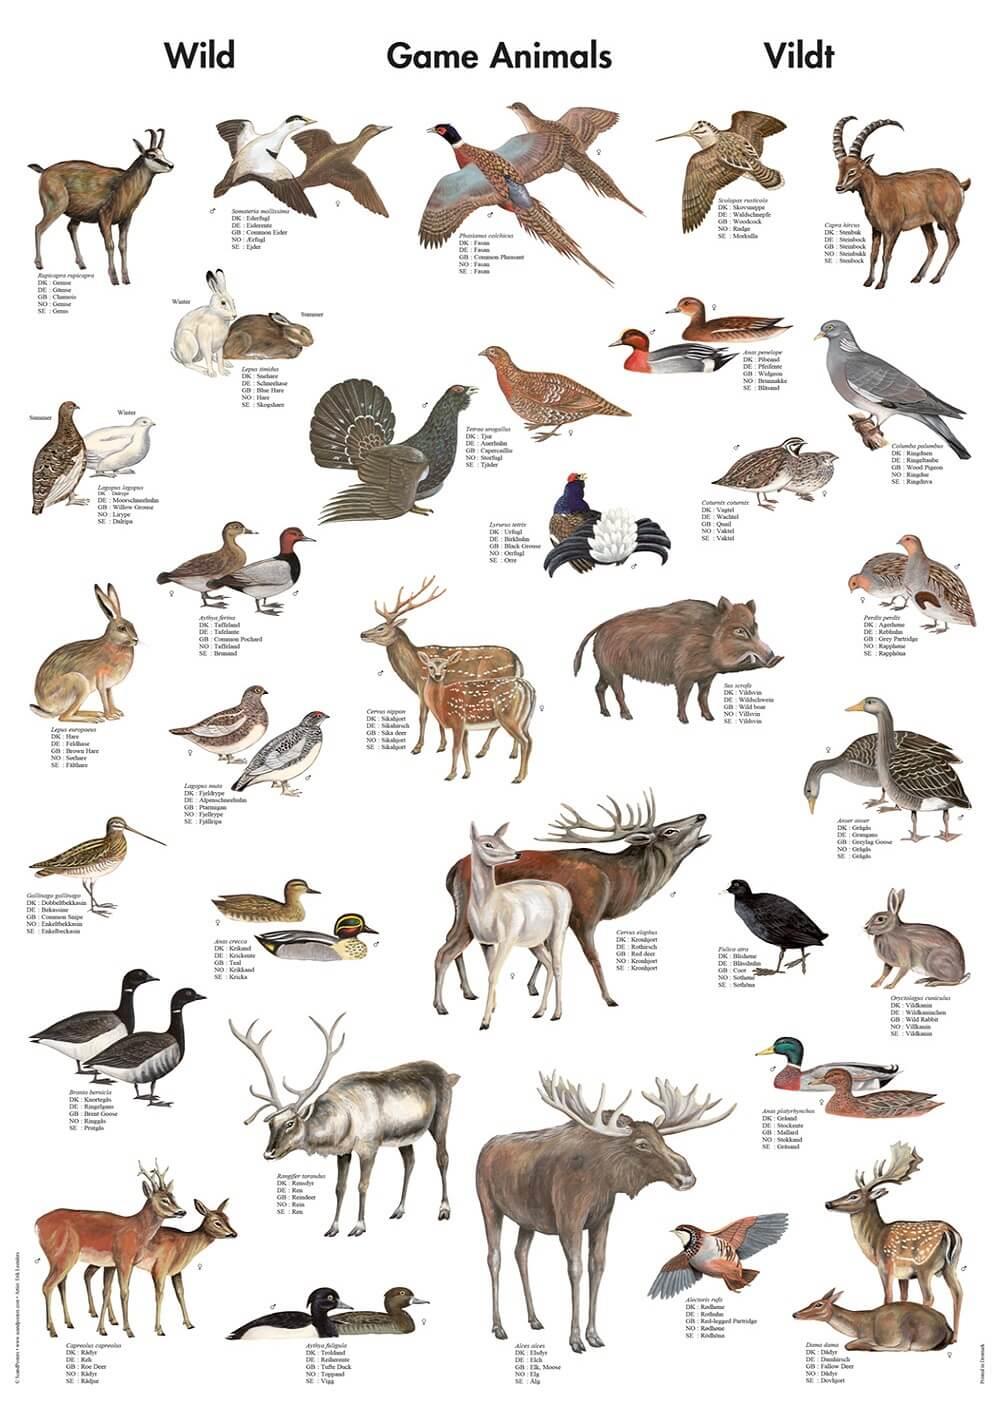 Wild
Game Animals
Vildt
Rupicapra rupicapra
DK : Gemse
DE : Gämse
GB : Chamois
NO : Gemse
SE : Gems
Somateria mollissima
DK : Ederfugl
DE : Eiderente
GB : Common Eider
NO : Ærfugl
SE : Ejder
Phasianus colchicus
DK : Fasan
DE : Fasan
GB : Common Pheasant
NO : Fasan
SE : Fasan
Scolopax rusticola
DK : Skovsneppe
DE : Waldschnepfe
GB : Woodcock
NO : Rugde
SE : Morkulla
Capra hircus
DK : Stenbuk
DE : Steinbock
GB : Steinbock
NO : Steinbukk
SE : Stenbock
Winter
Summer
Lepus timidus
DK : Snehare
DE : Schneehase
GB : Blue Hare
NO : Hare
SE : Skogshare
Anas penelope
DK : Pibeand
DE : Pfeifente
GB : Widgeon
NO : Brunnakke
SE : Bläsand
Columba palumbus
DK : Ringduen
DE : Ringeltaube
GB : Wood Pigeon
NO : Ringdue
SE : Ringduva
Summer
Winter
Lagopus lagopus
DK : Dalrype
DE : Moorschneehuhn
GB : Willow Grouse
NO : Lirype
SE : Dalripa
Tetrao urogallus
DK : Tjur
DE : Auerhuhn
GB : Capercaillie
NO : Storfugl
SE : Tjäder
Lyrurus tetrix
DK : Urfugl
DE : Birkhuhn
GB : Black Grouse
NO : Orrfugl
SE : Orre
Coturnix coturnix
DK : Vagtel
DE : Wachtel
GB : Quail
NO : Vaktel
SE : Vaktel
Aythya ferina
DK : Taffeland
DE : Tafelente
GB : Common Pochard
NO : Taffeland
SE : Brunand
Perdix perdix
DK : Agerhøne
DE : Rebhuhn
GB : Grey Partridge
NO : Rapphøne
SE : Rapphöna
Lepus europaeus
DK : Hare
DE : Feldhase
GB : Brown Hare
NO : Sørhare
SE : Fälthare
Cervus nippon
DK : Sikahjort
DE : Sikahirsch
GB : Sika deer
NO : Sikahjort
SE : Sikahjort
Sus scrofa
DK : Vildsvin
DE : Wildschwein
GB : Wild boar
NO : Villsvin
SE : Vildsvin
Lagopus muta
DK : Fjeldrype
DE : Alpenschneehuhn
GB : Ptarmigan
NO : Fjellrype
SE : Fjällripa
Anser anser
DK : Grågås
DE : Graugans
GB : Greylag Goose
NO : Grågås
SE : Grågås
Gallinago gallinago
DK : Dobbeltbekkasin
DE : Bekassine
GB : Common Snipe
NO : Enkeltbekkasin
SE : Enkelbeckasin
Anas crecca
DK : Krikand
DE : Krickente
GB : Teal
NO : Krikkand
SE : Kricka
Cervus elaphus
DK : Kronhjort
DE : Rothirsch
GB : Red deer
NO : Kronhjort
SE : Kronhjort
Fulica atra
DK : Blishøne
DE : Blässhuhn
GB : Coot
NO : Sothøne
SE : Sothöna
Oryctolagus cuniculus
DK : Vildkanin
DE : Wildkaninchen
GB : Wild Rabbit
NO : Villkanin
SE : Vildkanin
Branta bernicla
DK : Knortegås
DE : Ringelgans
GB : Brent Goose
NO : Ringgås
SE : Prutgås
Anas platyrhynchos
DK : Gråand
DE : Stockente
GB : Mallard
NO : Stokkand
SE : Gräsand
Rangifer tarandus
DK : Rensdyr
DE : Ren
GB : Reindeer
NO : Rein
SE : Ren
Capreolus capreolus
DK : Rådyr
DE : Reh
GB : Roe Deer
NO : Rådyr
SE : Rådjur
Aythya fuligula
DK : Troldand
DE : Reiherente
GB : Tufte Duck
NO : Toppand
SE : Vigg
Alces alces
DK : Elsdyr
DE : Elch
GB : Elk, Moose
NO : Elg
SE : Älg
Alectoris rufa
DK : Rødhøne
DE : Rothuhn
GB : Red-legged Partridge
NO : Rødhøne
SE : Rödhöna
Dama dama
DK : Dådyr
DE : Damhirsch
GB : Fallow Deer
NO : Dådyr
SE : Dovhjort
Printed in Denmark